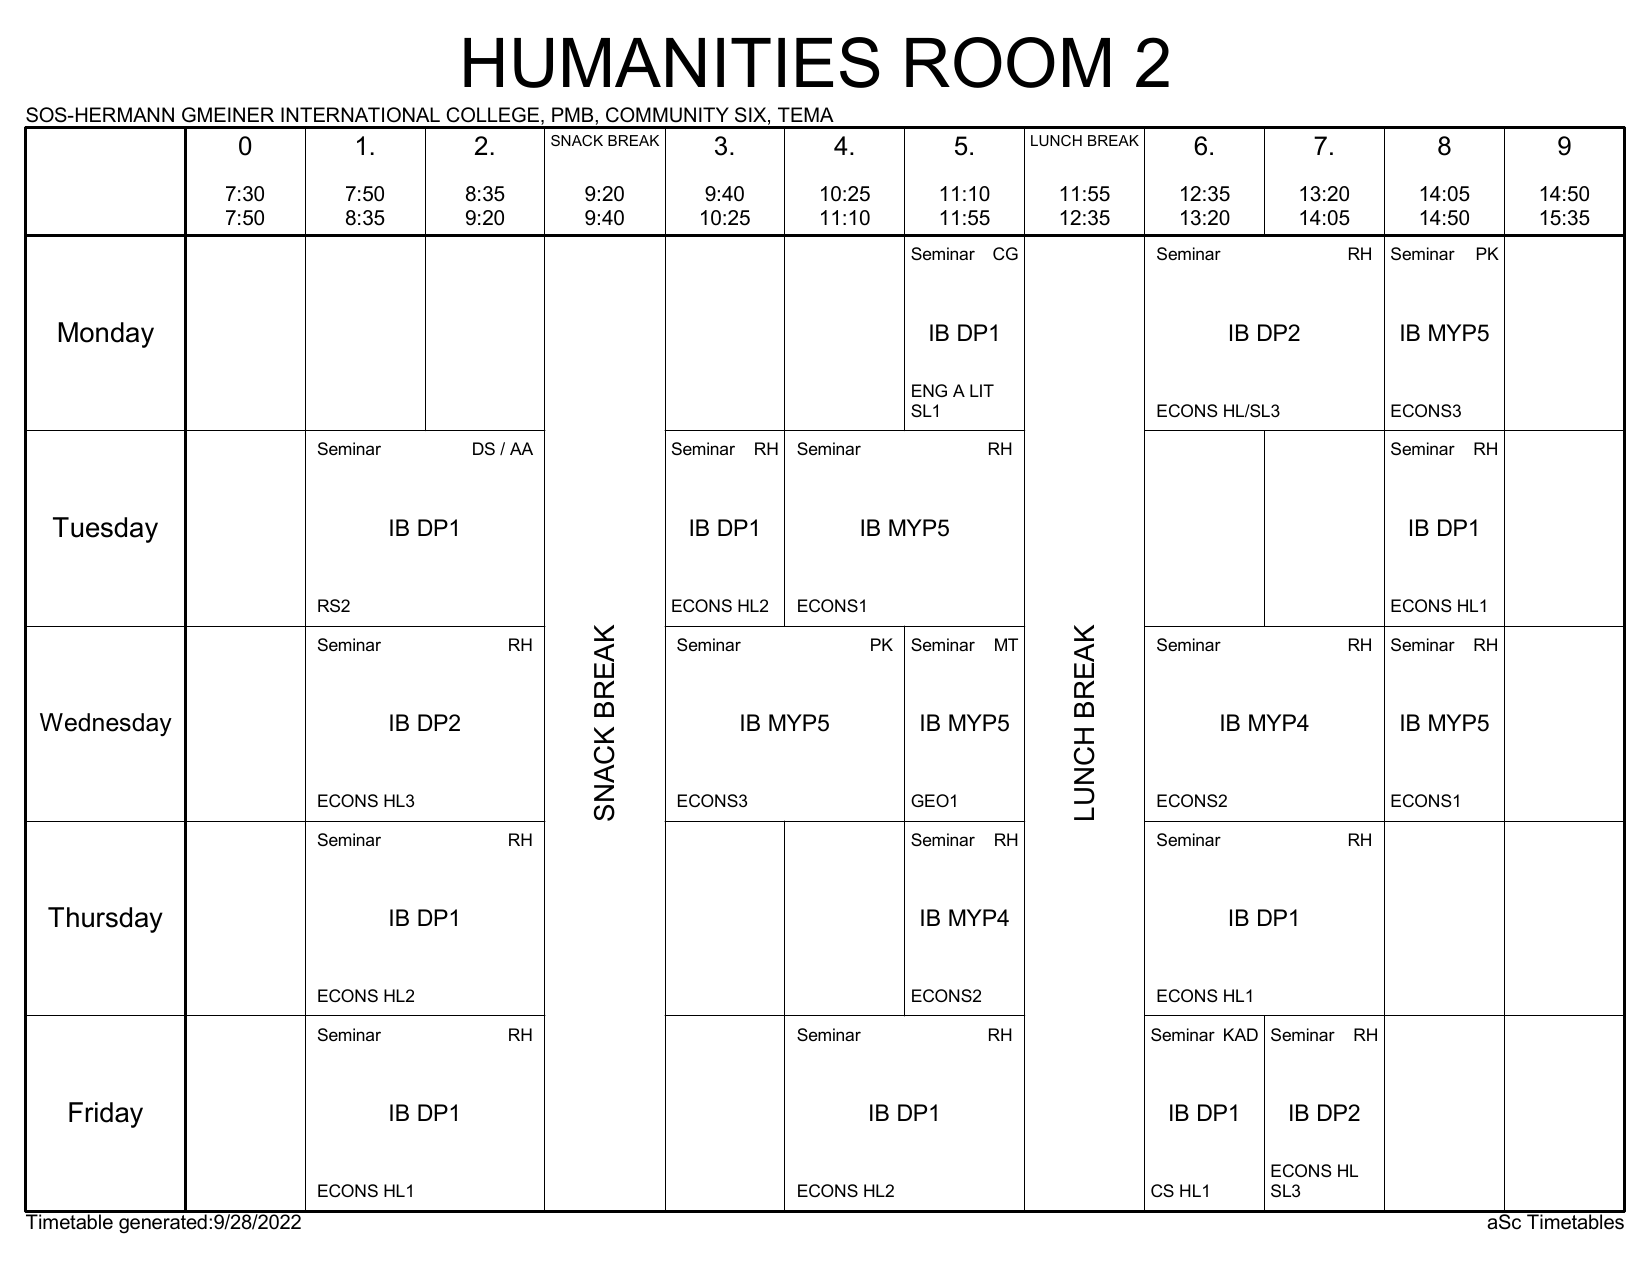 HUMANITIES ROOM 2
SOS-HERMANN GMEINER INTERNATIONAL COLLEGE, PMB, COMMUNITY SIX, TEMA
0 1. 2. SNACK BREAK 3. 4. 5. LUNCH BREAK 6. 7. 8 9
7:30 7:50 8:35 9:20 9:40 10:25 11:10 11:55 12:35 13:20 14:05 14:50
7:50 8:35 9:20 9:40 10:25 11:10 11:55 12:35 13:20 14:05 14:50 15:35
Seminar CG Seminar RH Seminar PK
Monday IB DP1 IB DP2 IB MYP5
ENG A LIT
SL1 ECONS HL/SL3 ECONS3
Seminar DS / AA Seminar RH Seminar RH Seminar RH
Tuesday IB DP1 IB DP1 IB MYP5 IB DP1
RS2 ECONS HL2 ECONS1 ECONS HL1
SNACK BREAK
LUNCH BREAK
Seminar RH Seminar PK Seminar MT Seminar RH Seminar RH
Wednesday IB DP2 IB MYP5 IB MYP5 IB MYP4 IB MYP5
ECONS HL3 ECONS3 GEO1 ECONS2 ECONS1
Seminar RH Seminar RH Seminar RH
Thursday IB DP1 IB MYP4 IB DP1
ECONS HL2 ECONS2 ECONS HL1
Seminar RH Seminar RH Seminar KAD Seminar RH
Friday IB DP1 IB DP1 IB DP1 IB DP2
ECONS HL
ECONS HL1 ECONS HL2 CS HL1 SL3
Timetable generated:9/28/2022 aSc Timetables